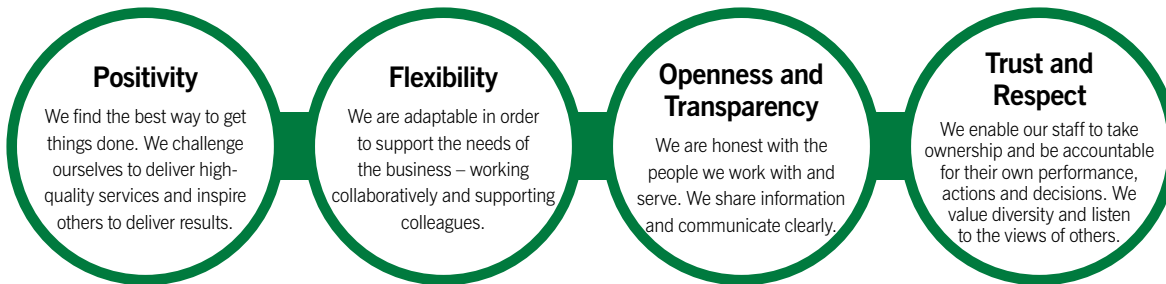 Positivity
We find the best way to get
things done. We challenge
ourselves to deliver high-
quality services and inspire
others to deliver results.
Flexibility
We are adaptable in order
to support the needs of
the business – working
collaboratively and supporting
colleagues.
Openness and
Transparency
We are honest with the
people we work with and
serve. We share information
and communicate clearly.
Trust and
Respect
We enable our staff to take
ownership and be accountable
for their own performance,
actions and decisions. We
value diversity and listen
to the views of others.